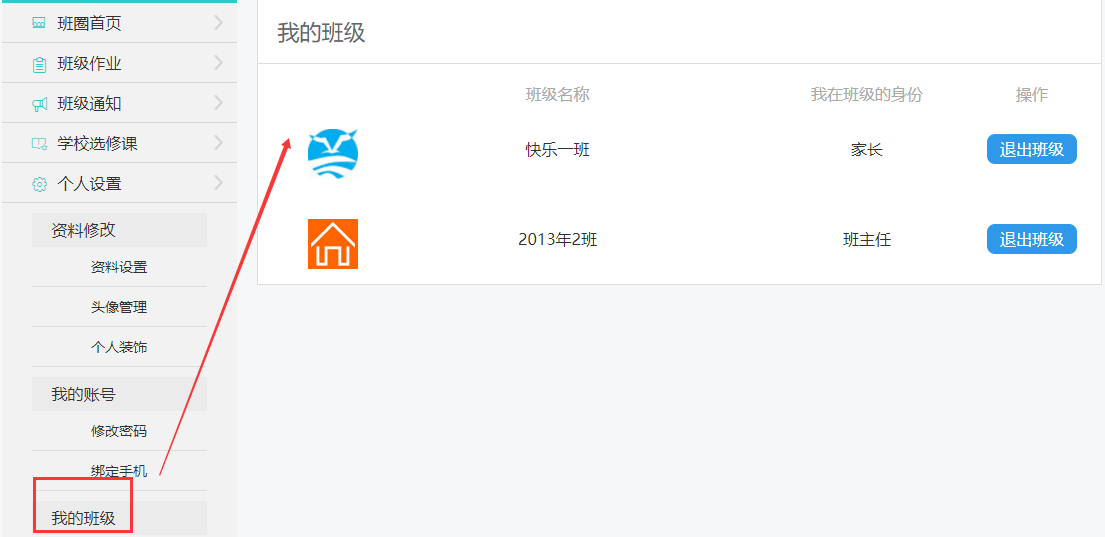 班圈首页
班级作业
班级通知
学校选修课
个人设置
资料修改
资料设置
头像管理
个人装饰
我的账号
修改密码
绑定手机
我的班级
我的班级
班级名称 我在班级的身份 操作
快乐一班 家长 退出班级
2013年2班 班主任 退出班级